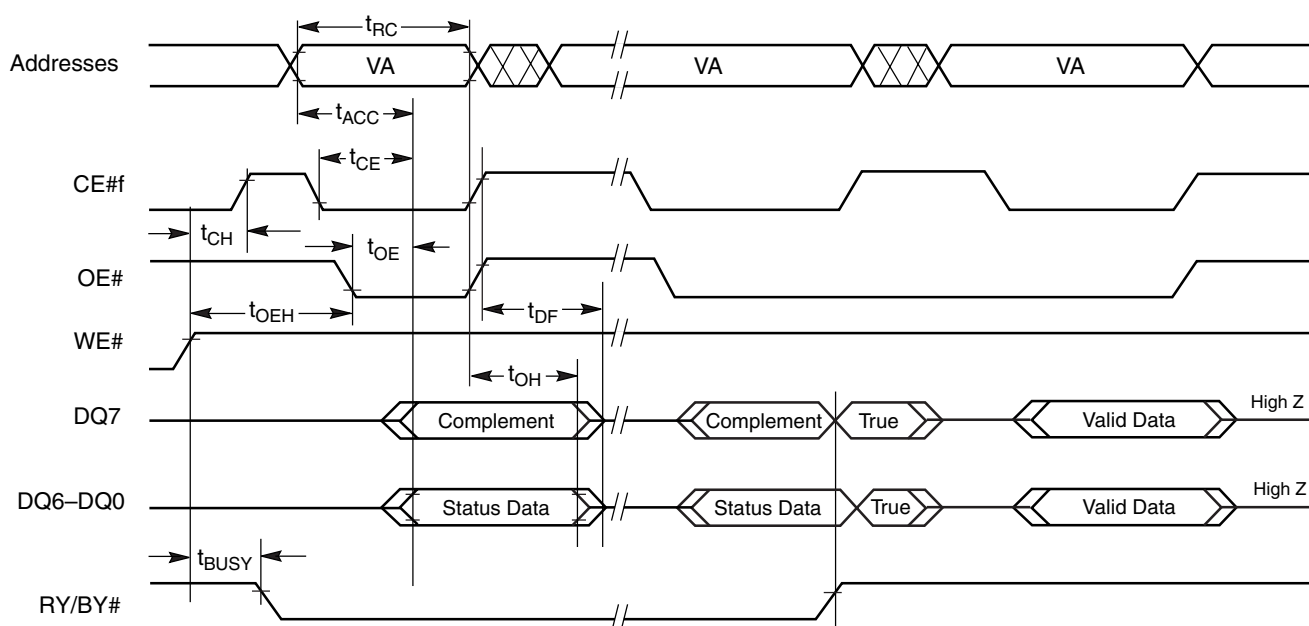 tRC
Addresses VA VA VA
tACC
tCE
CE#f
tCH
tOE
OE#
tOEH
tDF
WE#
tOH
DQ7 Complement Complement True Valid Data High Z
DQ6–DQ0 Status Data Status Data True Valid Data High Z
tBUSY
RY/BY#